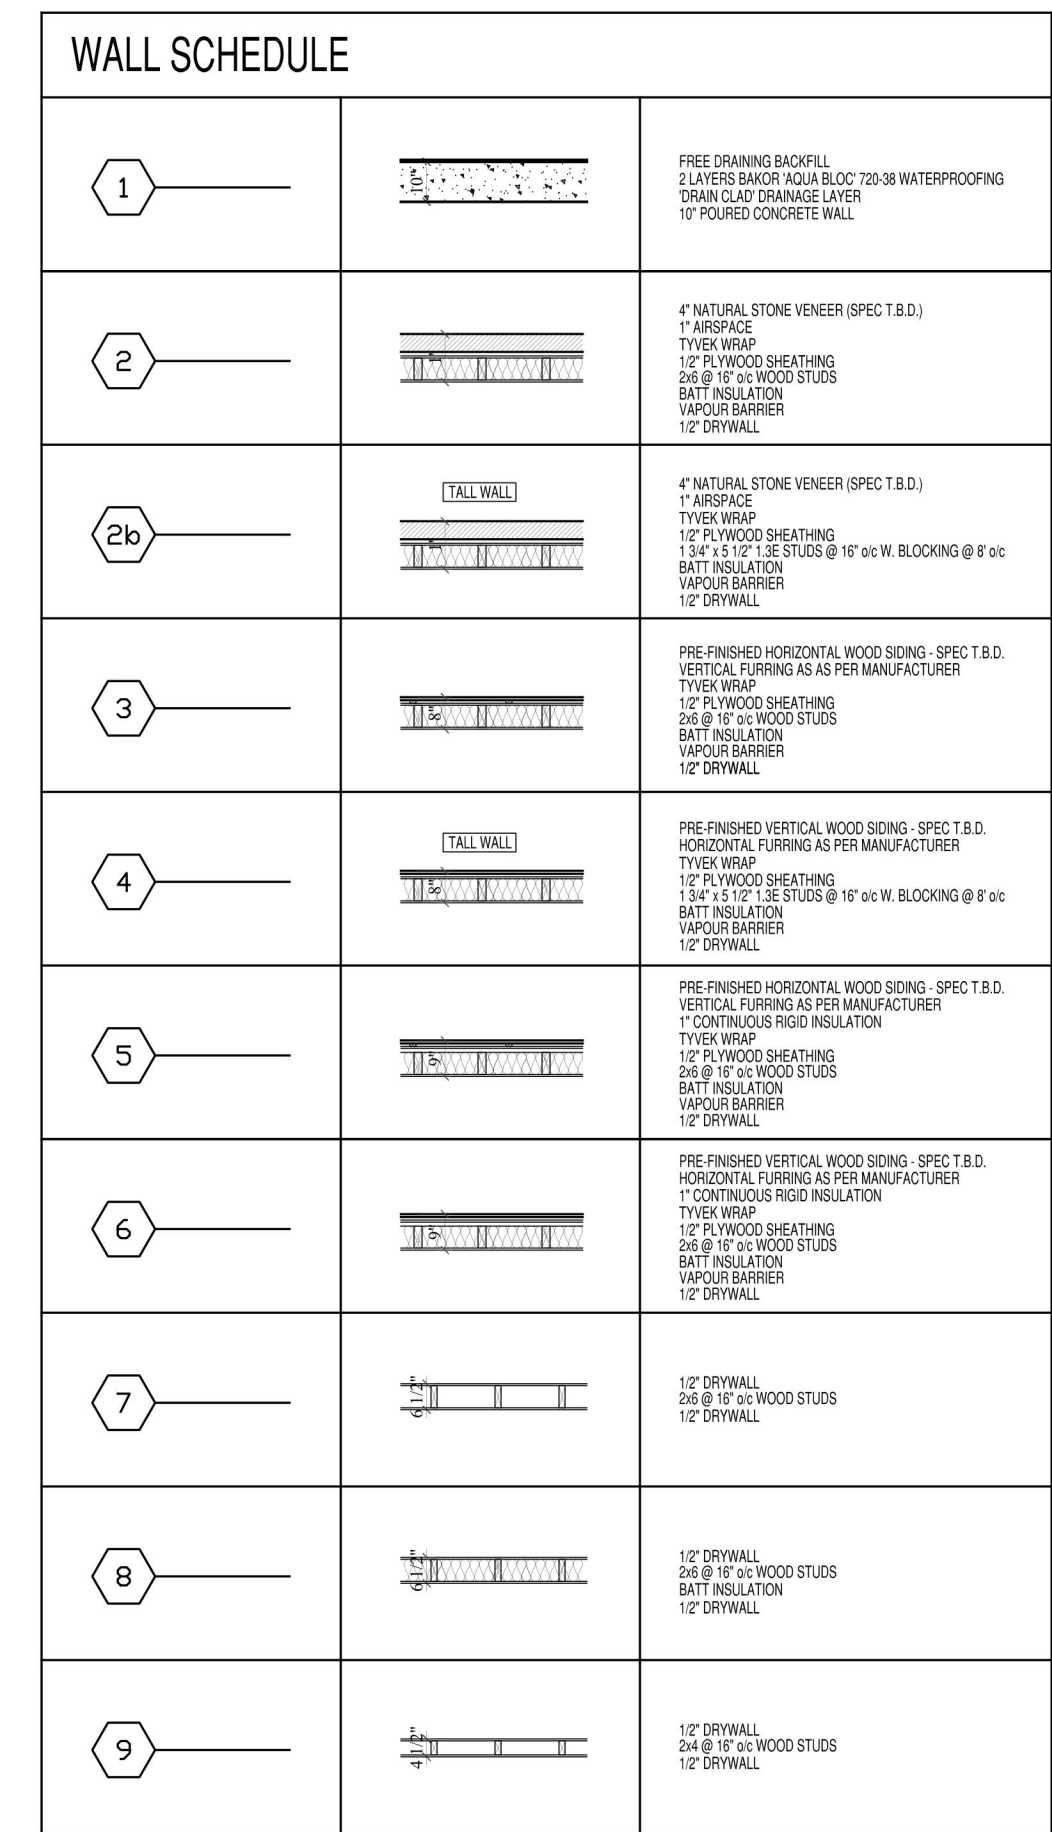 WALL SCHEDULE
1
10"
FREE DRAINING BACKFILL
2 LAYERS BAKOR 'AQUA BLOC' 720-38 WATERPROOFING
'DRAIN CLAD' DRAINAGE LAYER
10" POURED CONCRETE WALL
2
1"
4" NATURAL STONE VENEER (SPEC T.B.D.)
1" AIRSPACE
TYVEK WRAP
1/2" PLYWOOD SHEATHING
2x6 @ 16" o/c WOOD STUDS
BATT INSULATION
VAPOUR BARRIER
1/2" DRYWALL
2b
TALL WALL
1"
4" NATURAL STONE VENEER (SPEC T.B.D.)
1" AIRSPACE
TYVEK WRAP
1/2" PLYWOOD SHEATHING
1 3/4" x 5 1/2" 1.3E STUDS @ 16" o/c W. BLOCKING @ 8' o/c
BATT INSULATION
VAPOUR BARRIER
1/2" DRYWALL
3
8"
PRE-FINISHED HORIZONTAL WOOD SIDING - SPEC T.B.D.
VERTICAL FURRING AS AS PER MANUFACTURER
TYVEK WRAP
1/2" PLYWOOD SHEATHING
2x6 @ 16" o/c WOOD STUDS
BATT INSULATION
VAPOUR BARRIER
1/2" DRYWALL
4
TALL WALL
8"
PRE-FINISHED VERTICAL WOOD SIDING - SPEC T.B.D.
HORIZONTAL FURRING AS PER MANUFACTURER
TYVEK WRAP
1/2" PLYWOOD SHEATHING
1 3/4" x 5 1/2" 1.3E STUDS @ 16" o/c W. BLOCKING @ 8' o/c
BATT INSULATION
VAPOUR BARRIER
1/2" DRYWALL
5
9"
PRE-FINISHED HORIZONTAL WOOD SIDING - SPEC T.B.D.
VERTICAL FURRING AS PER MANUFACTURER
1" CONTINUOUS RIGID INSULATION
TYVEK WRAP
1/2" PLYWOOD SHEATHING
2x6 @ 16" o/c WOOD STUDS
BATT INSULATION
VAPOUR BARRIER
1/2" DRYWALL
6
9"
PRE-FINISHED VERTICAL WOOD SIDING - SPEC T.B.D.
HORIZONTAL FURRING AS PER MANUFACTURER
1" CONTINUOUS RIGID INSULATION
TYVEK WRAP
1/2" PLYWOOD SHEATHING
2x6 @ 16" o/c WOOD STUDS
BATT INSULATION
VAPOUR BARRIER
1/2" DRYWALL
7
6 1/2"
1/2" DRYWALL
2x6 @ 16" o/c WOOD STUDS
1/2" DRYWALL
8
6 1/2"
1/2" DRYWALL
2x6 @ 16" o/c WOOD STUDS
BATT INSULATION
1/2" DRYWALL
9
4 1/2"
1/2" DRYWALL
2x4 @ 16" o/c WOOD STUDS
1/2" DRYWALL